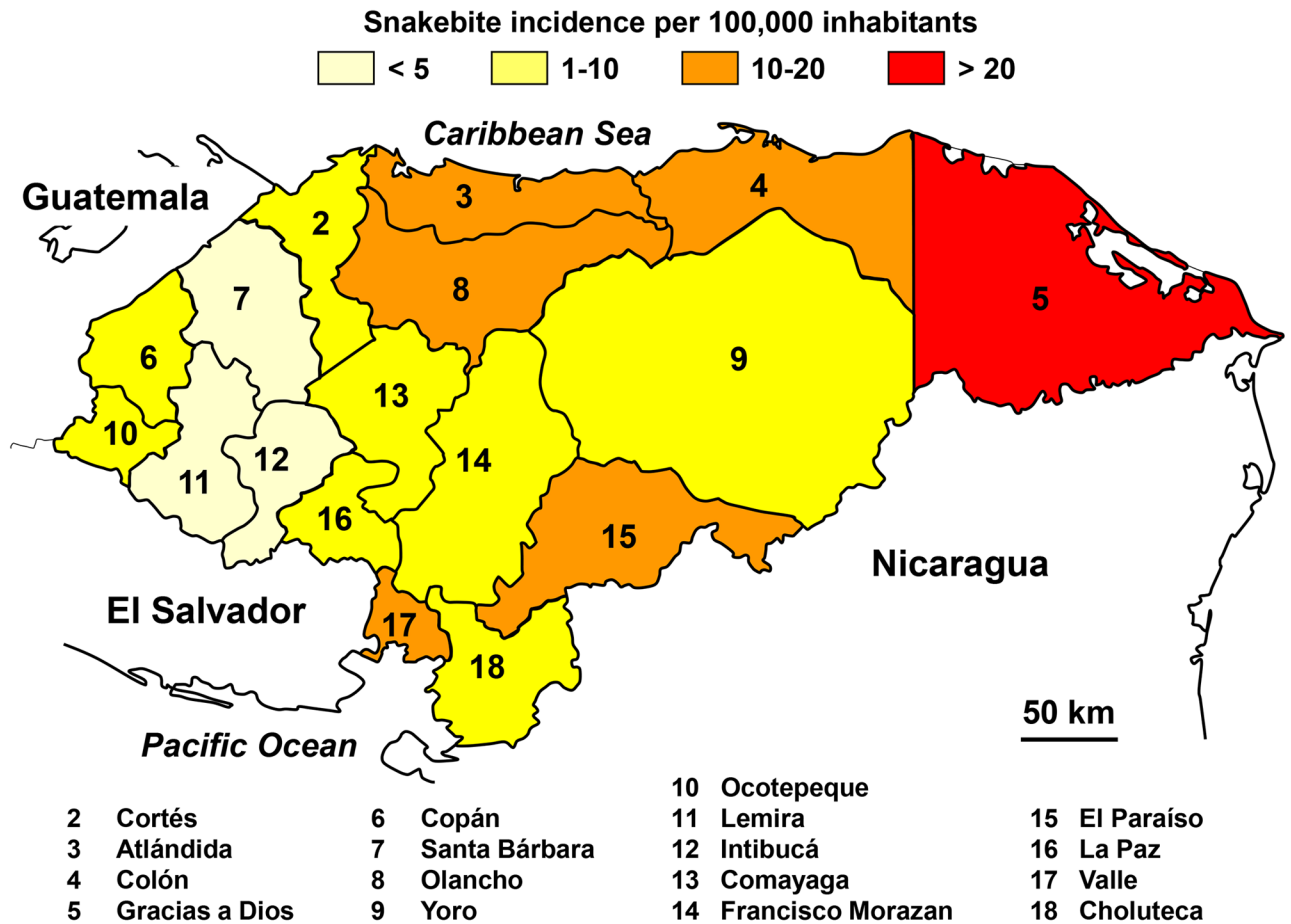 Snakebite incidence per 100,000 inhabitants
< 5 1-10 10-20 > 20
Caribbean Sea
Guatemala
2
3
4
5
6
7
8
9
10
11
12
13
14
15
16
17
18
Nicaragua
El Salvador
Pacific Ocean
50 km
2 Cortés
3 Atlándida
4 Colón
5 Gracias a Dios
6 Copán
7 Santa Bárbara
8 Olancho
9 Yoro
10 Ocotepeque
11 Lemira
12 Intibucá
13 Comayaga
14 Francisco Morazan
15 El Paraíso
16 La Paz
17 Valle
18 Choluteca